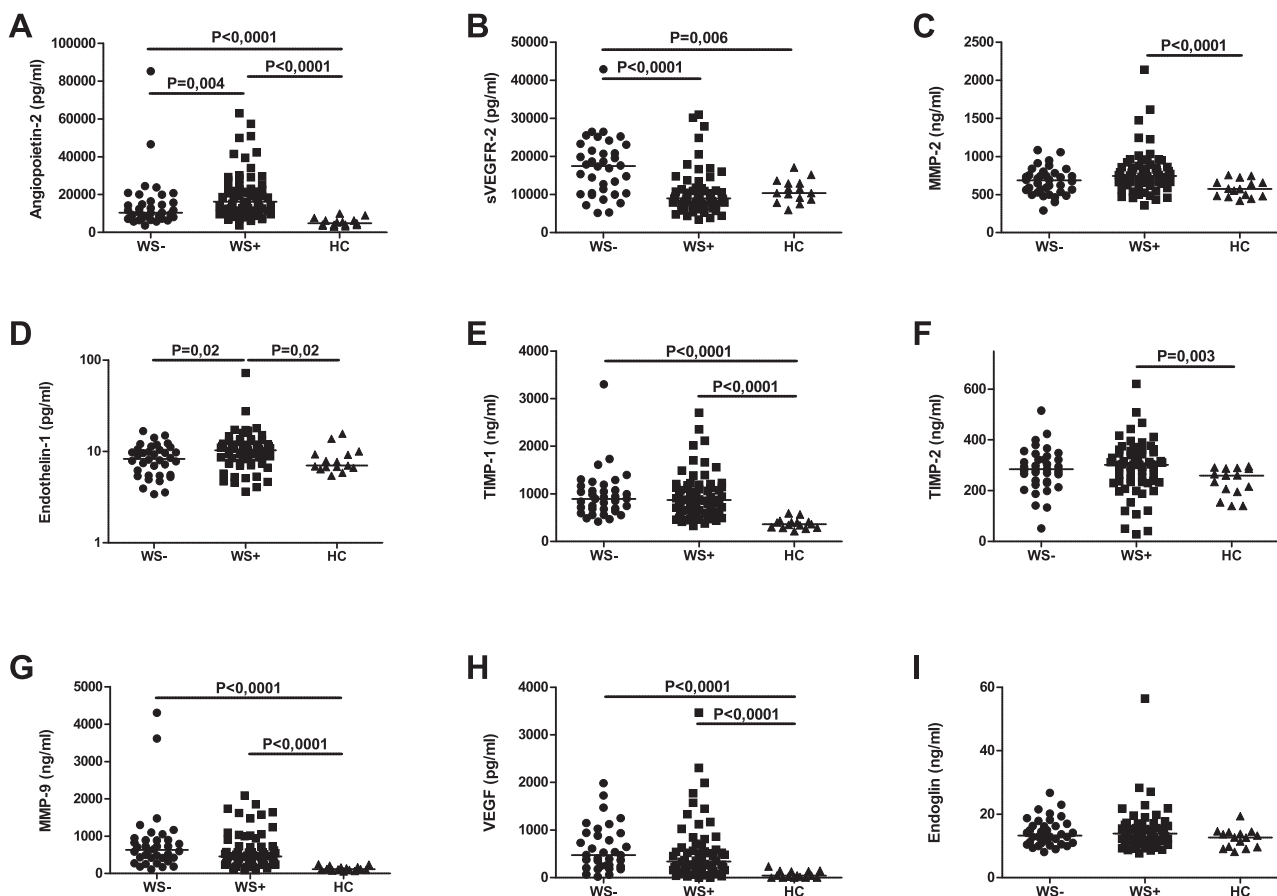 A
P<0,0001
P<0,0001
P=0,004
Angiopoietin-2 (pg/ml)
100000
80000
60000
40000
20000
0
WS- WS+ HC
B
P=0,006
P<0,0001
sVEGFR-2 (pg/ml)
50000
40000
30000
20000
10000
0
WS- WS+ HC
C
P<0,0001
MMP-2 (ng/ml)
2500
2000
1500
1000
500
0
WS- WS+ HC
D
P=0,02 P=0,02
Endothelin-1 (pg/ml)
100
10
1
WS- WS+ HC
E
P<0,0001
P<0,0001
TIMP-1 (ng/ml)
4000
3000
2000
1000
0
WS- WS+ HC
F
P=0,003
TIMP-2 (ng/ml)
600
400
200
0
WS- WS+ HC
G
P<0,0001
P<0,0001
MMP-9 (ng/ml)
5000
4000
3000
2000
1000
0
WS- WS+ HC
H
P<0,0001
P<0,0001
VEGF (pg/ml)
4000
3000
2000
1000
0
WS- WS+ HC
I
Endoglin (ng/ml)
60
40
20
0
WS- WS+ HC